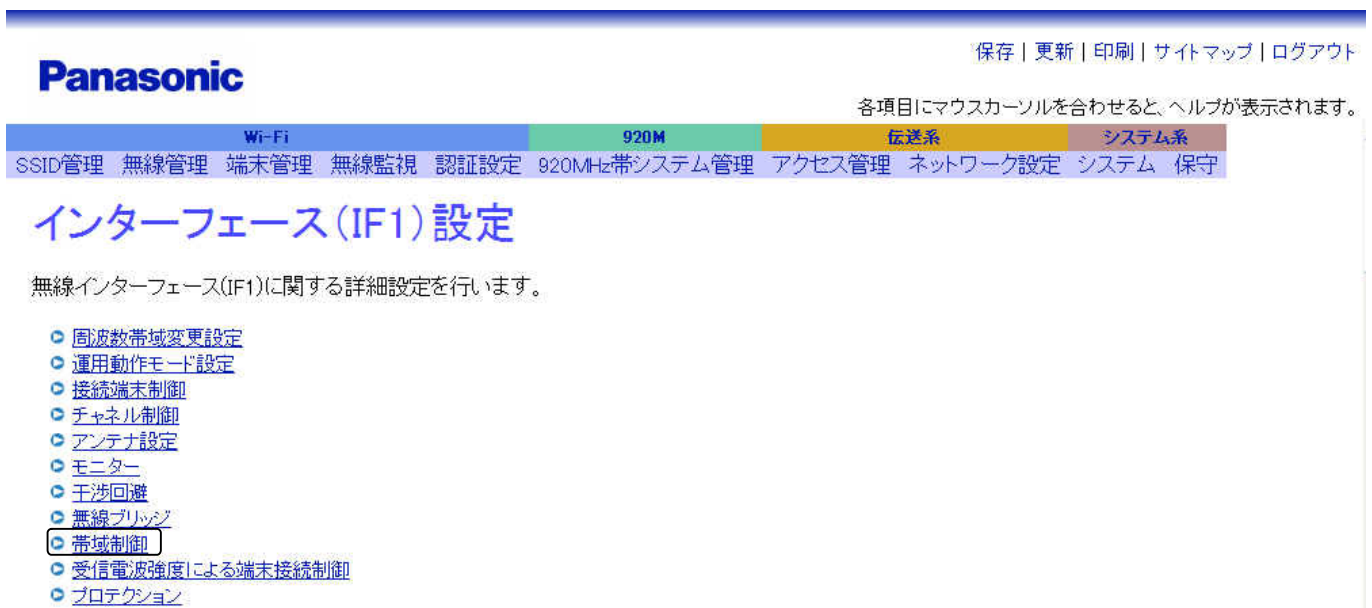 保存 | 更新 | 印刷 | サイトマップ | ログアウト
Panasonic
各項目にマウスカーソルを合わせると、ヘルプが表示されます。
Wi-Fi 920M 伝送系 システム系
SSID管理 無線管理 端末管理 無線監視 認証設定 920MHz帯システム管理 アクセス管理 ネットワーク設定 システム 保守
インターフェース(IF1)設定
無線インターフェース(IF1)に関する詳細設定を行います。
周波数帯域変更設定
運用動作モード設定
接続端末制御
チャネル制御
アンテナ設定
モニター
干渉回避
無線ブリッジ
帯域制御
受信電波強度による端末接続制御
プロテクション